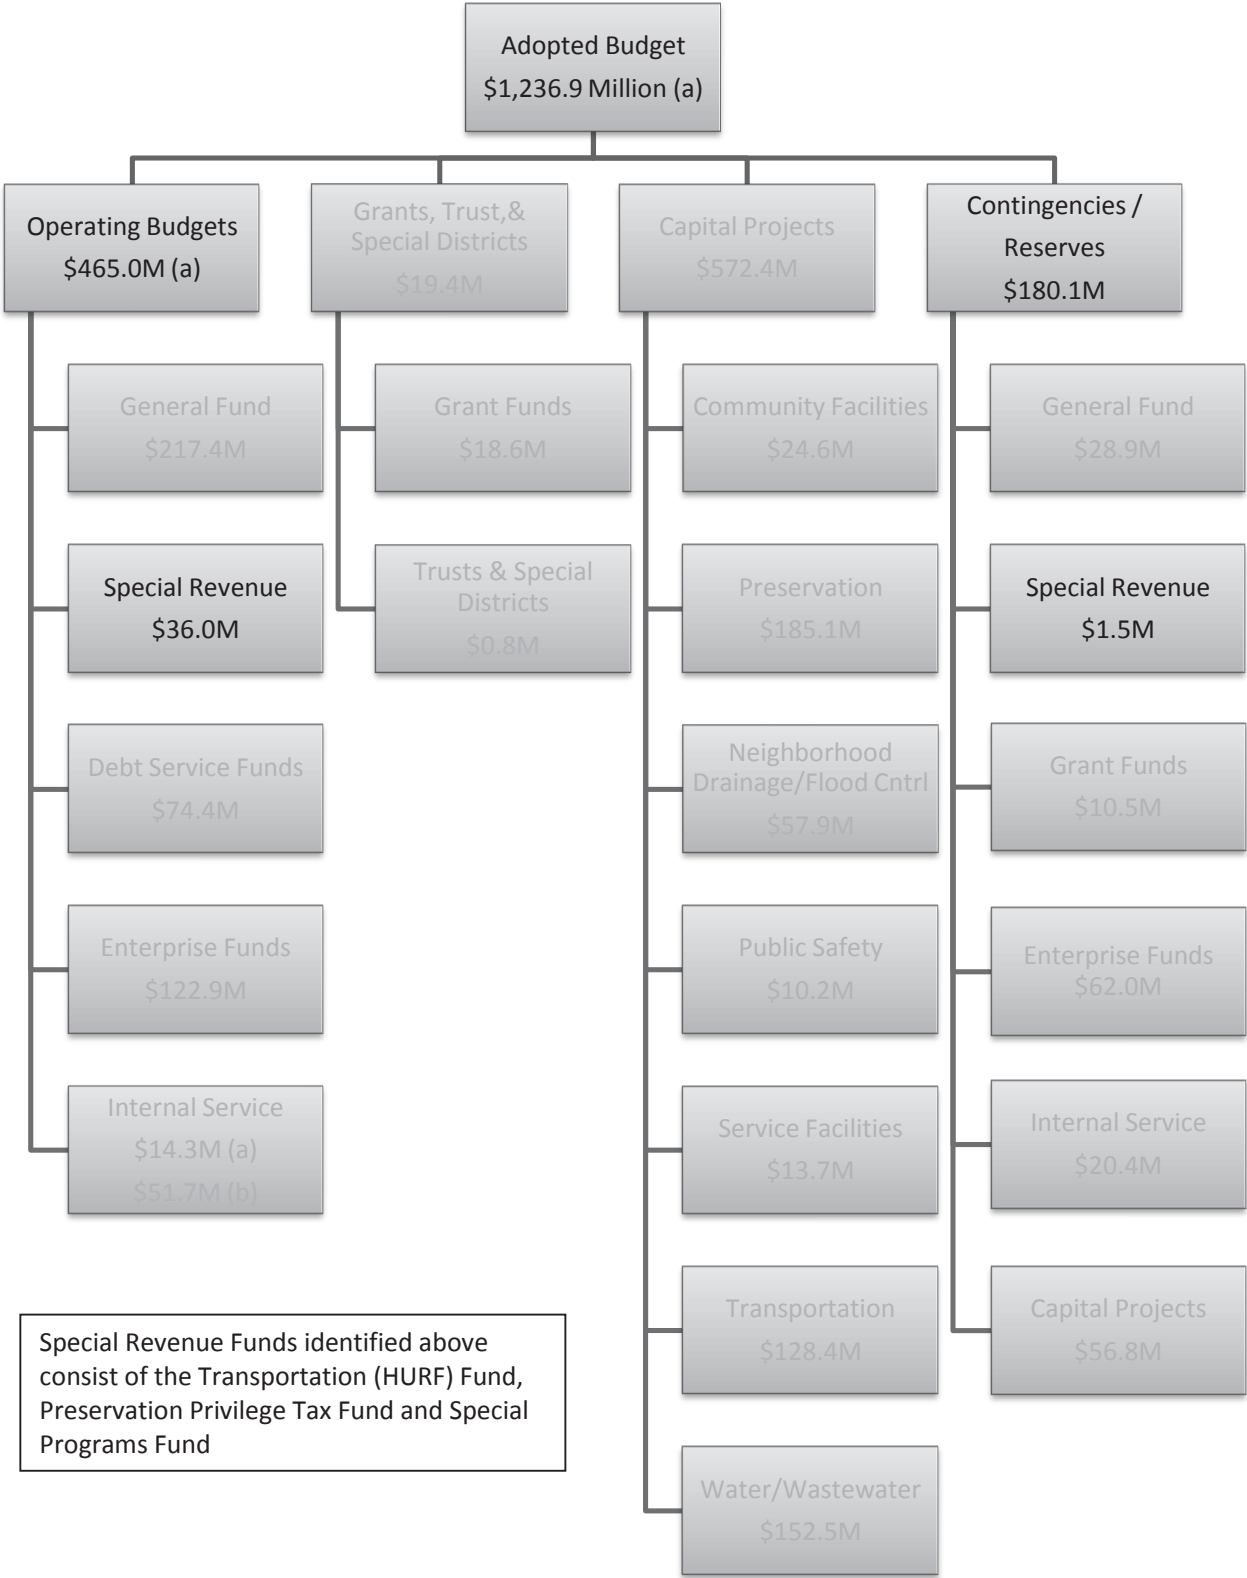 Adopted Budget
$1,236.9 Million (a)
Operating Budgets
$465.0M (a)
Grants, Trust,&
Special Districts
$19.4M
Capital Projects
$572.4M
Contingencies /
Reserves
$180.1M
General Fund
$217.4M
Special Revenue
$36.0M
Debt Service Funds
$74.4M
Enterprise Funds
$122.9M
Internal Service
$14.3M (a)
$51.7M (b)
Grant Funds
$18.6M
Trusts & Special
Districts
$0.8M
Community Facilities
$24.6M
Preservation
$185.1M
Neighborhood
Drainage/Flood Cntrl
$57.9M
Public Safety
$10.2M
Service Facilities
$13.7M
Transportation
$128.4M
Water/Wastewater
$152.5M
General Fund
$28.9M
Special Revenue
$1.5M
Grant Funds
$10.5M
Enterprise Funds
$62.0M
Internal Service
$20.4M
Capital Projects
$56.8M
Special Revenue Funds identified above
consist of the Transportation (HURF) Fund,
Preservation Privilege Tax Fund and Special
Programs Fund